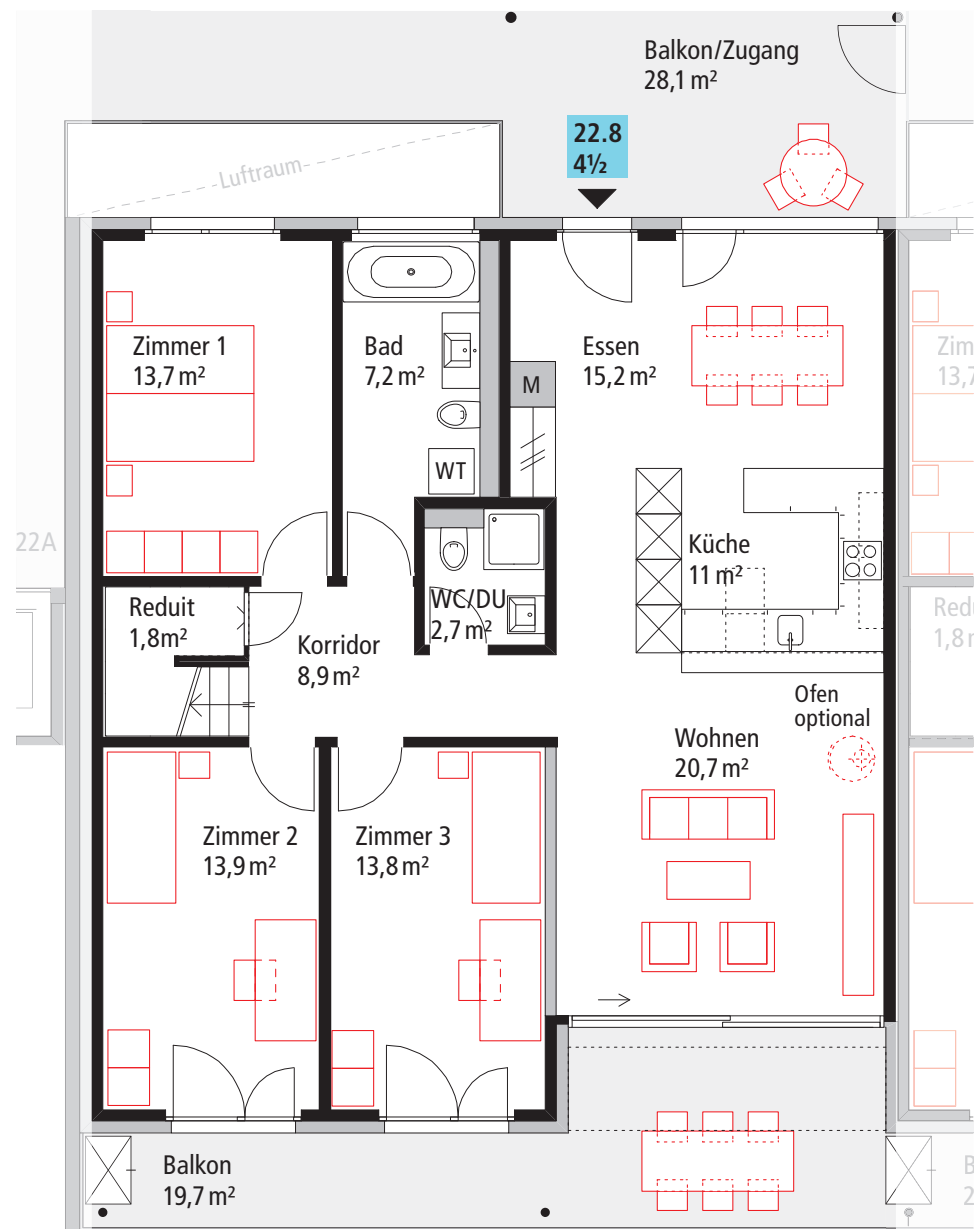 Balkon/Zugang
28,1 m²
22.8
4½
Luftraum
Zimmer 1
13,7 m²
Bad
7,2 m²
Essen
15,2 m²
M
WT
Zim
13,7
22A
Küche
11 m²
Reduit
1,8m²
WC/DU
2,7 m²
Korridor
8,9 m²
Redu
1,8 m
Ofen
optional
Wohnen
20,7 m²
Zimmer 2
13,9 m²
Zimmer 3
13,8 m²
Balkon
19,7 m²
B
2